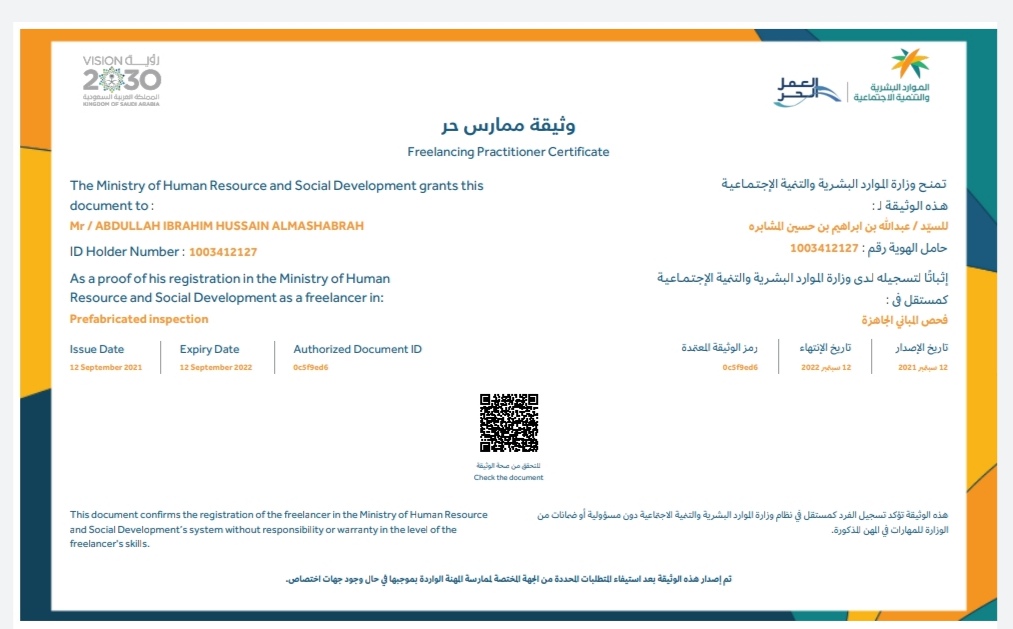 VISION رؤيـــة
2030
المملكة العربية السعودية
KINGDOM OF SAUDI ARABIA
العمل
الحر
الموارد البشرية
والتنمية الاجتماعية
وثيقة ممارس حر
Freelancing Practitioner Certificate
The Ministry of Human Resource and Social Development grants this
document to :
Mr / ABDULLAH IBRAHIM HUSSAIN ALMASHABRAH
ID Holder Number : 1003412127
As a proof of his registration in the Ministry of Human
Resource and Social Development as a freelancer in:
Prefabricated inspection
Issue Date
Expiry Date
Authorized Document ID
12 September 2021
12 September 2022
0c5f9ed6
تمنح وزارة الموارد البشرية والتنمية الإجتماعية
هذه الوثيقة لـ :
للسيّد / عبدالله بن ابراهيم بن حسين المشابره
حامل الهوية رقم : 1003412127
إثباتًا لتسجيله لدى وزارة الموارد البشرية والتنمية الإجتماعية
كمستقل في :
فحص المباني الجاهزة
تاريخ الإصدار
تاريخ الإنتهاء
رمز الوثيقة المعتمدة
12 سبتمبر 2021
12 سبتمبر 2022
0c5f9ed6
للتحقق من صحة الوثيقة
Check the document
This document confirms the registration of the freelancer in the Ministry of Human Resource
and Social Development's system without responsibility or warranty in the level of the
freelancer's skills.
هذه الوثيقة تؤكد تسجيل الفرد كمستقل في نظام وزارة الموارد البشرية والتنمية الاجتماعية دون مسؤولية أو ضمانات من
الوزارة للمهارات في المهن المذكورة.
تم إصدار هذه الوثيقة بعد استيفاء المتطلبات المحددة من الجهة المختصة لممارسة المهنة الواردة بموجبها في حال وجود جهات اختصاص.